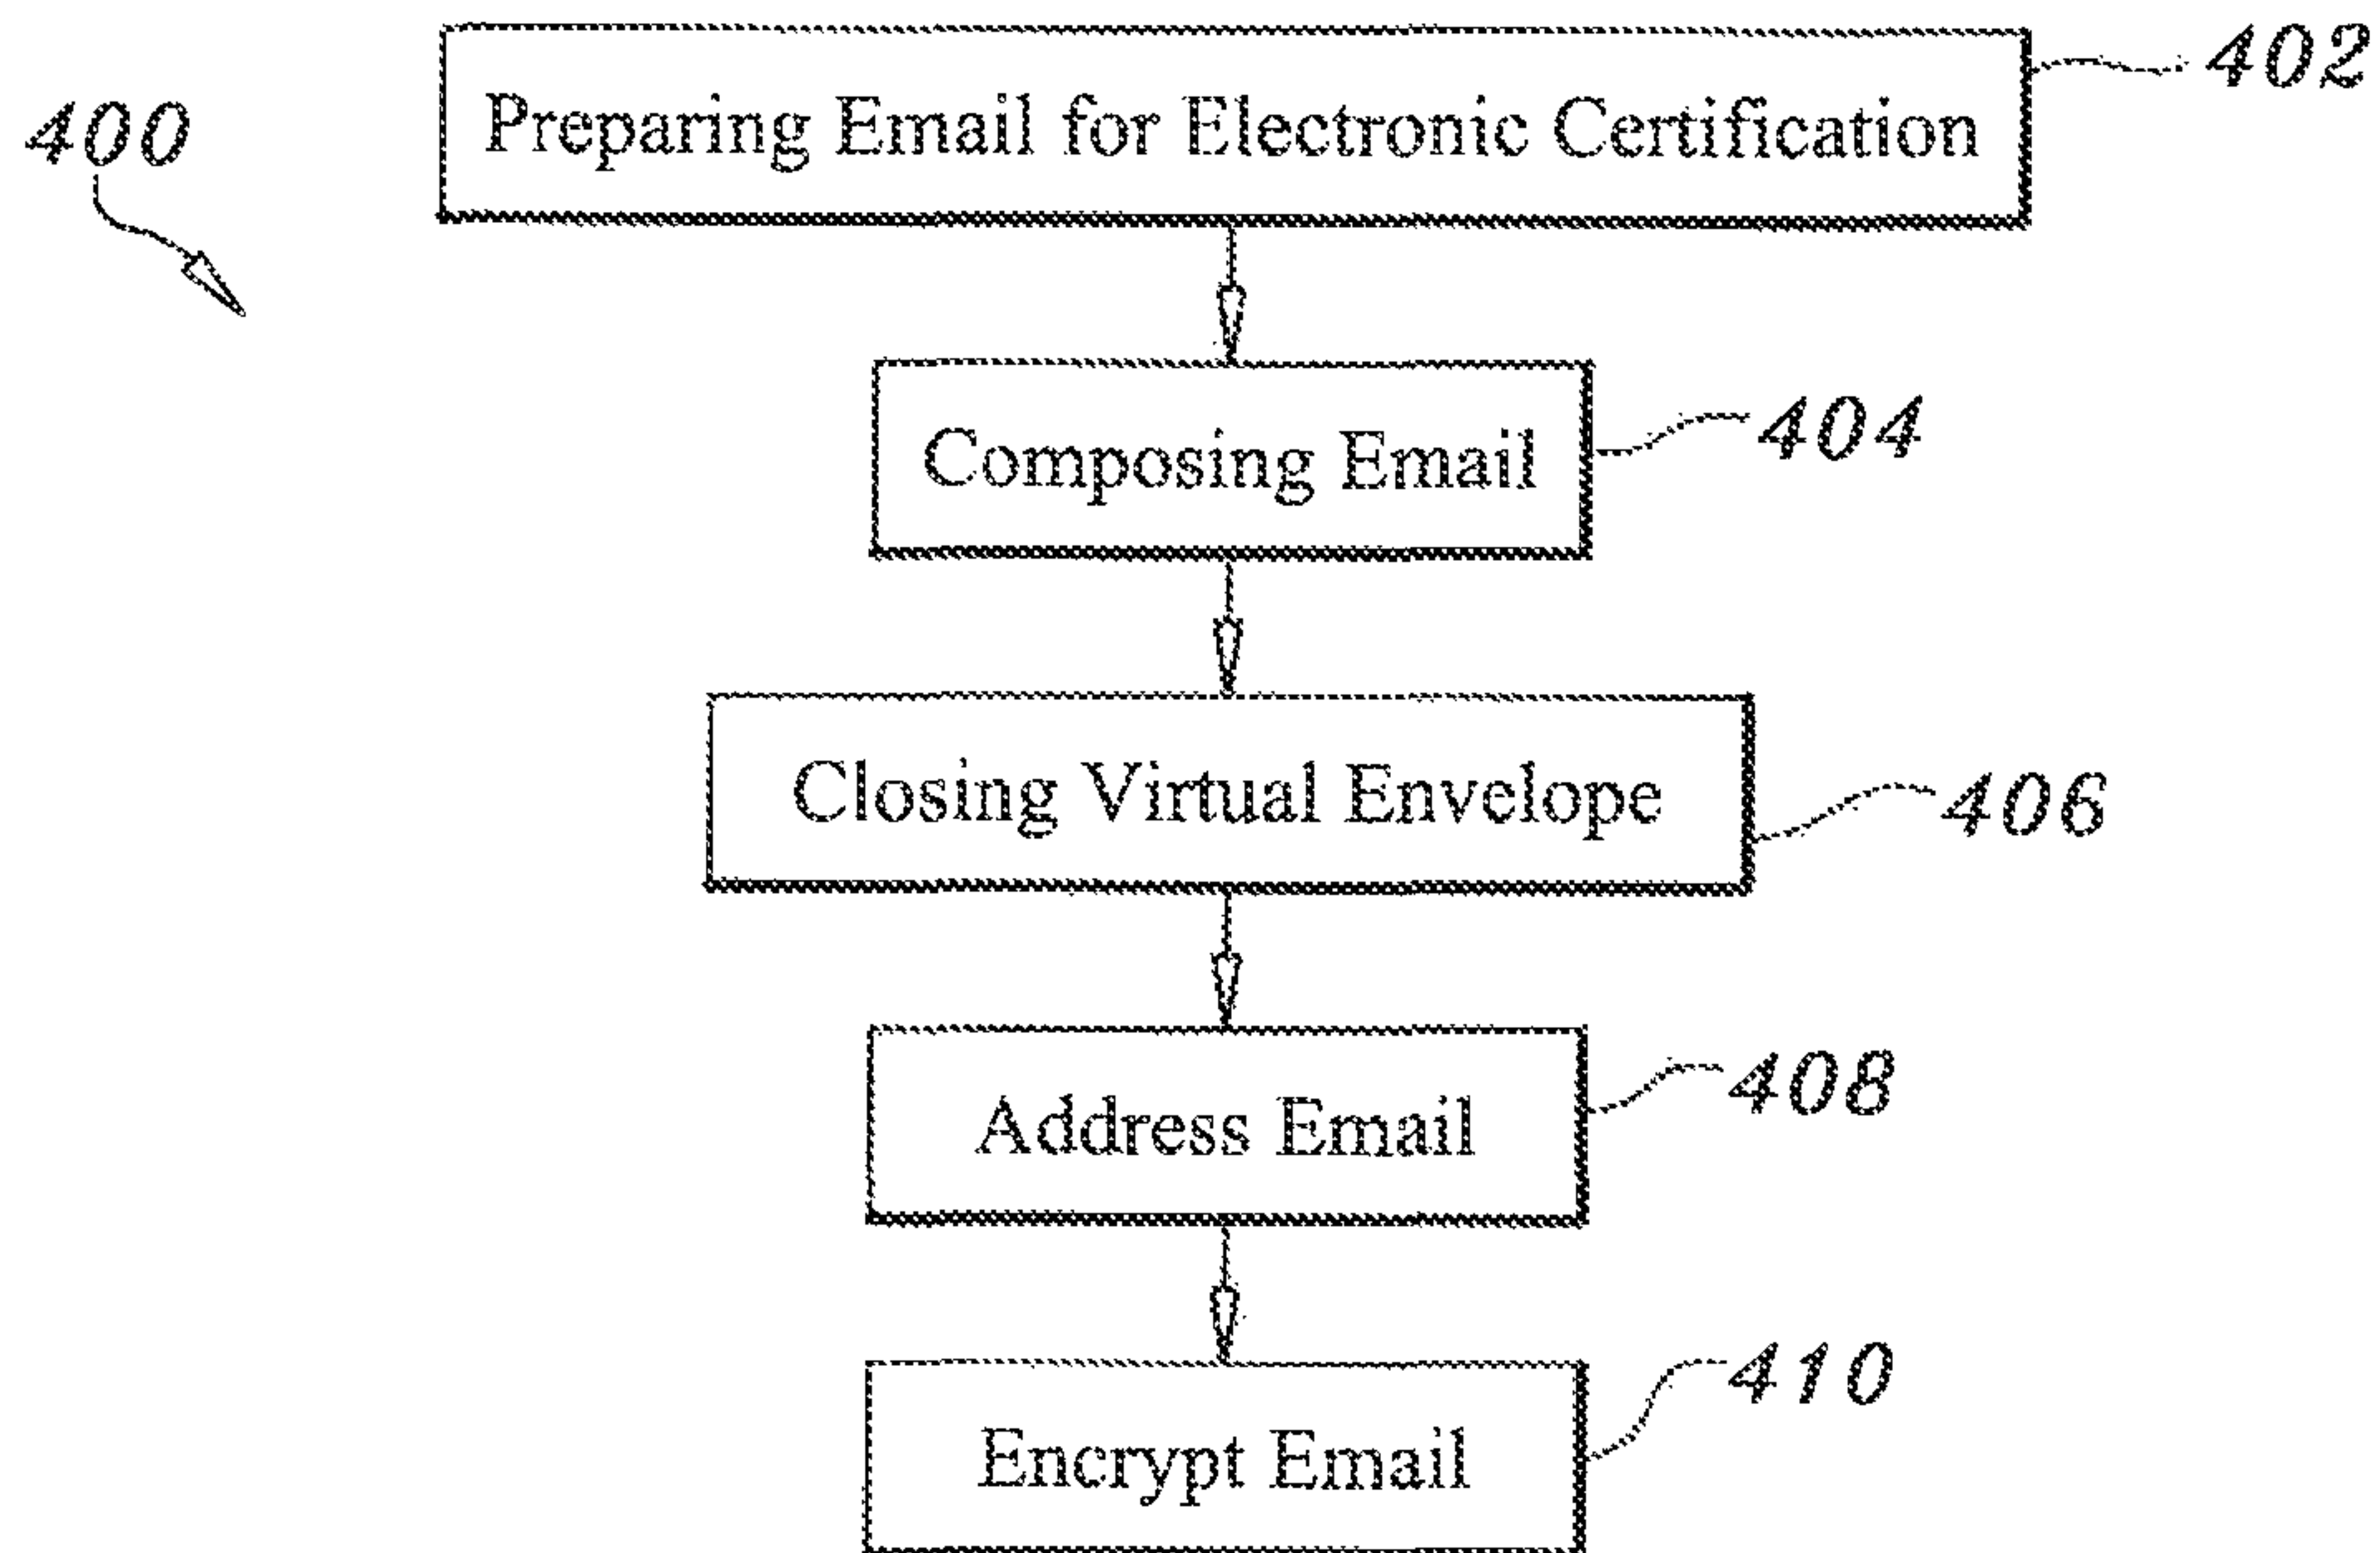 402
Preparing Email for Electronic Certification
400
Composing Email
404
Closing Virtual Envelope
406
Address Email
408
Encrypt Email
410